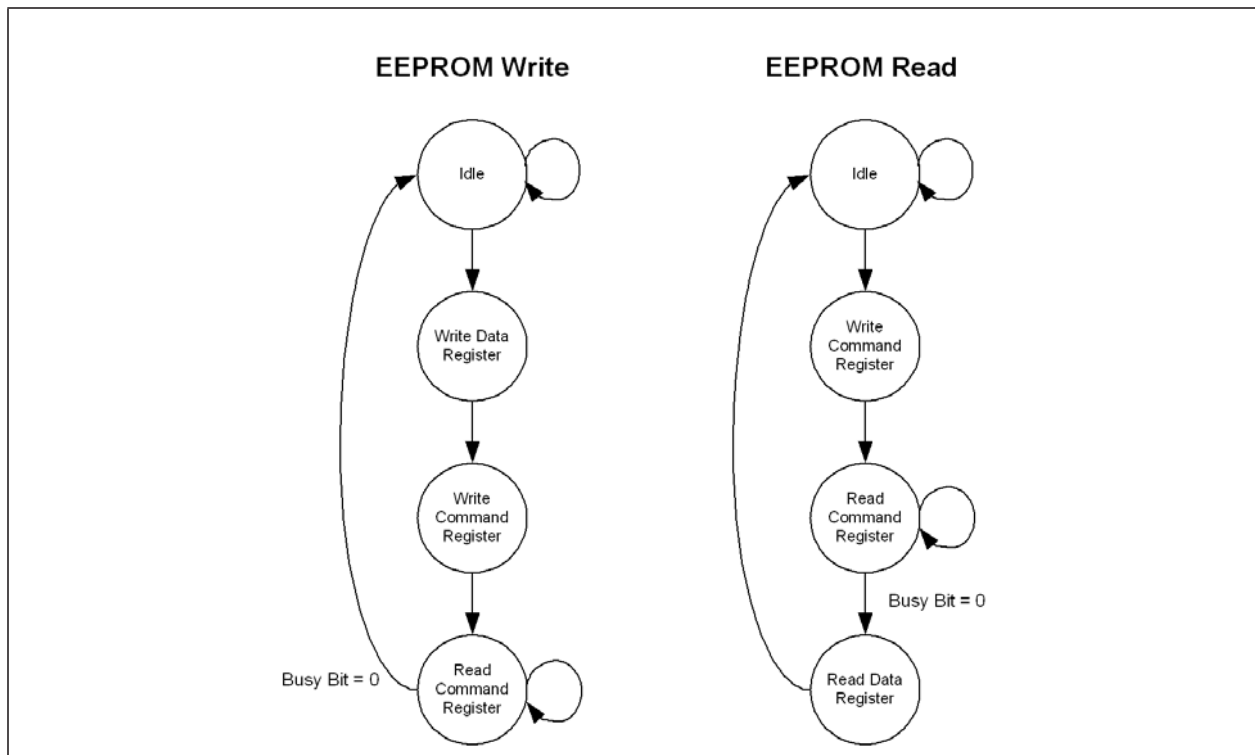 EEPROM Write
Idle
Write Data
Register
Write
Command
Register
Busy Bit = 0
Read
Command
Register
EEPROM Read
Idle
Write
Command
Register
Read
Command
Register
Busy Bit = 0
Read Data
Register